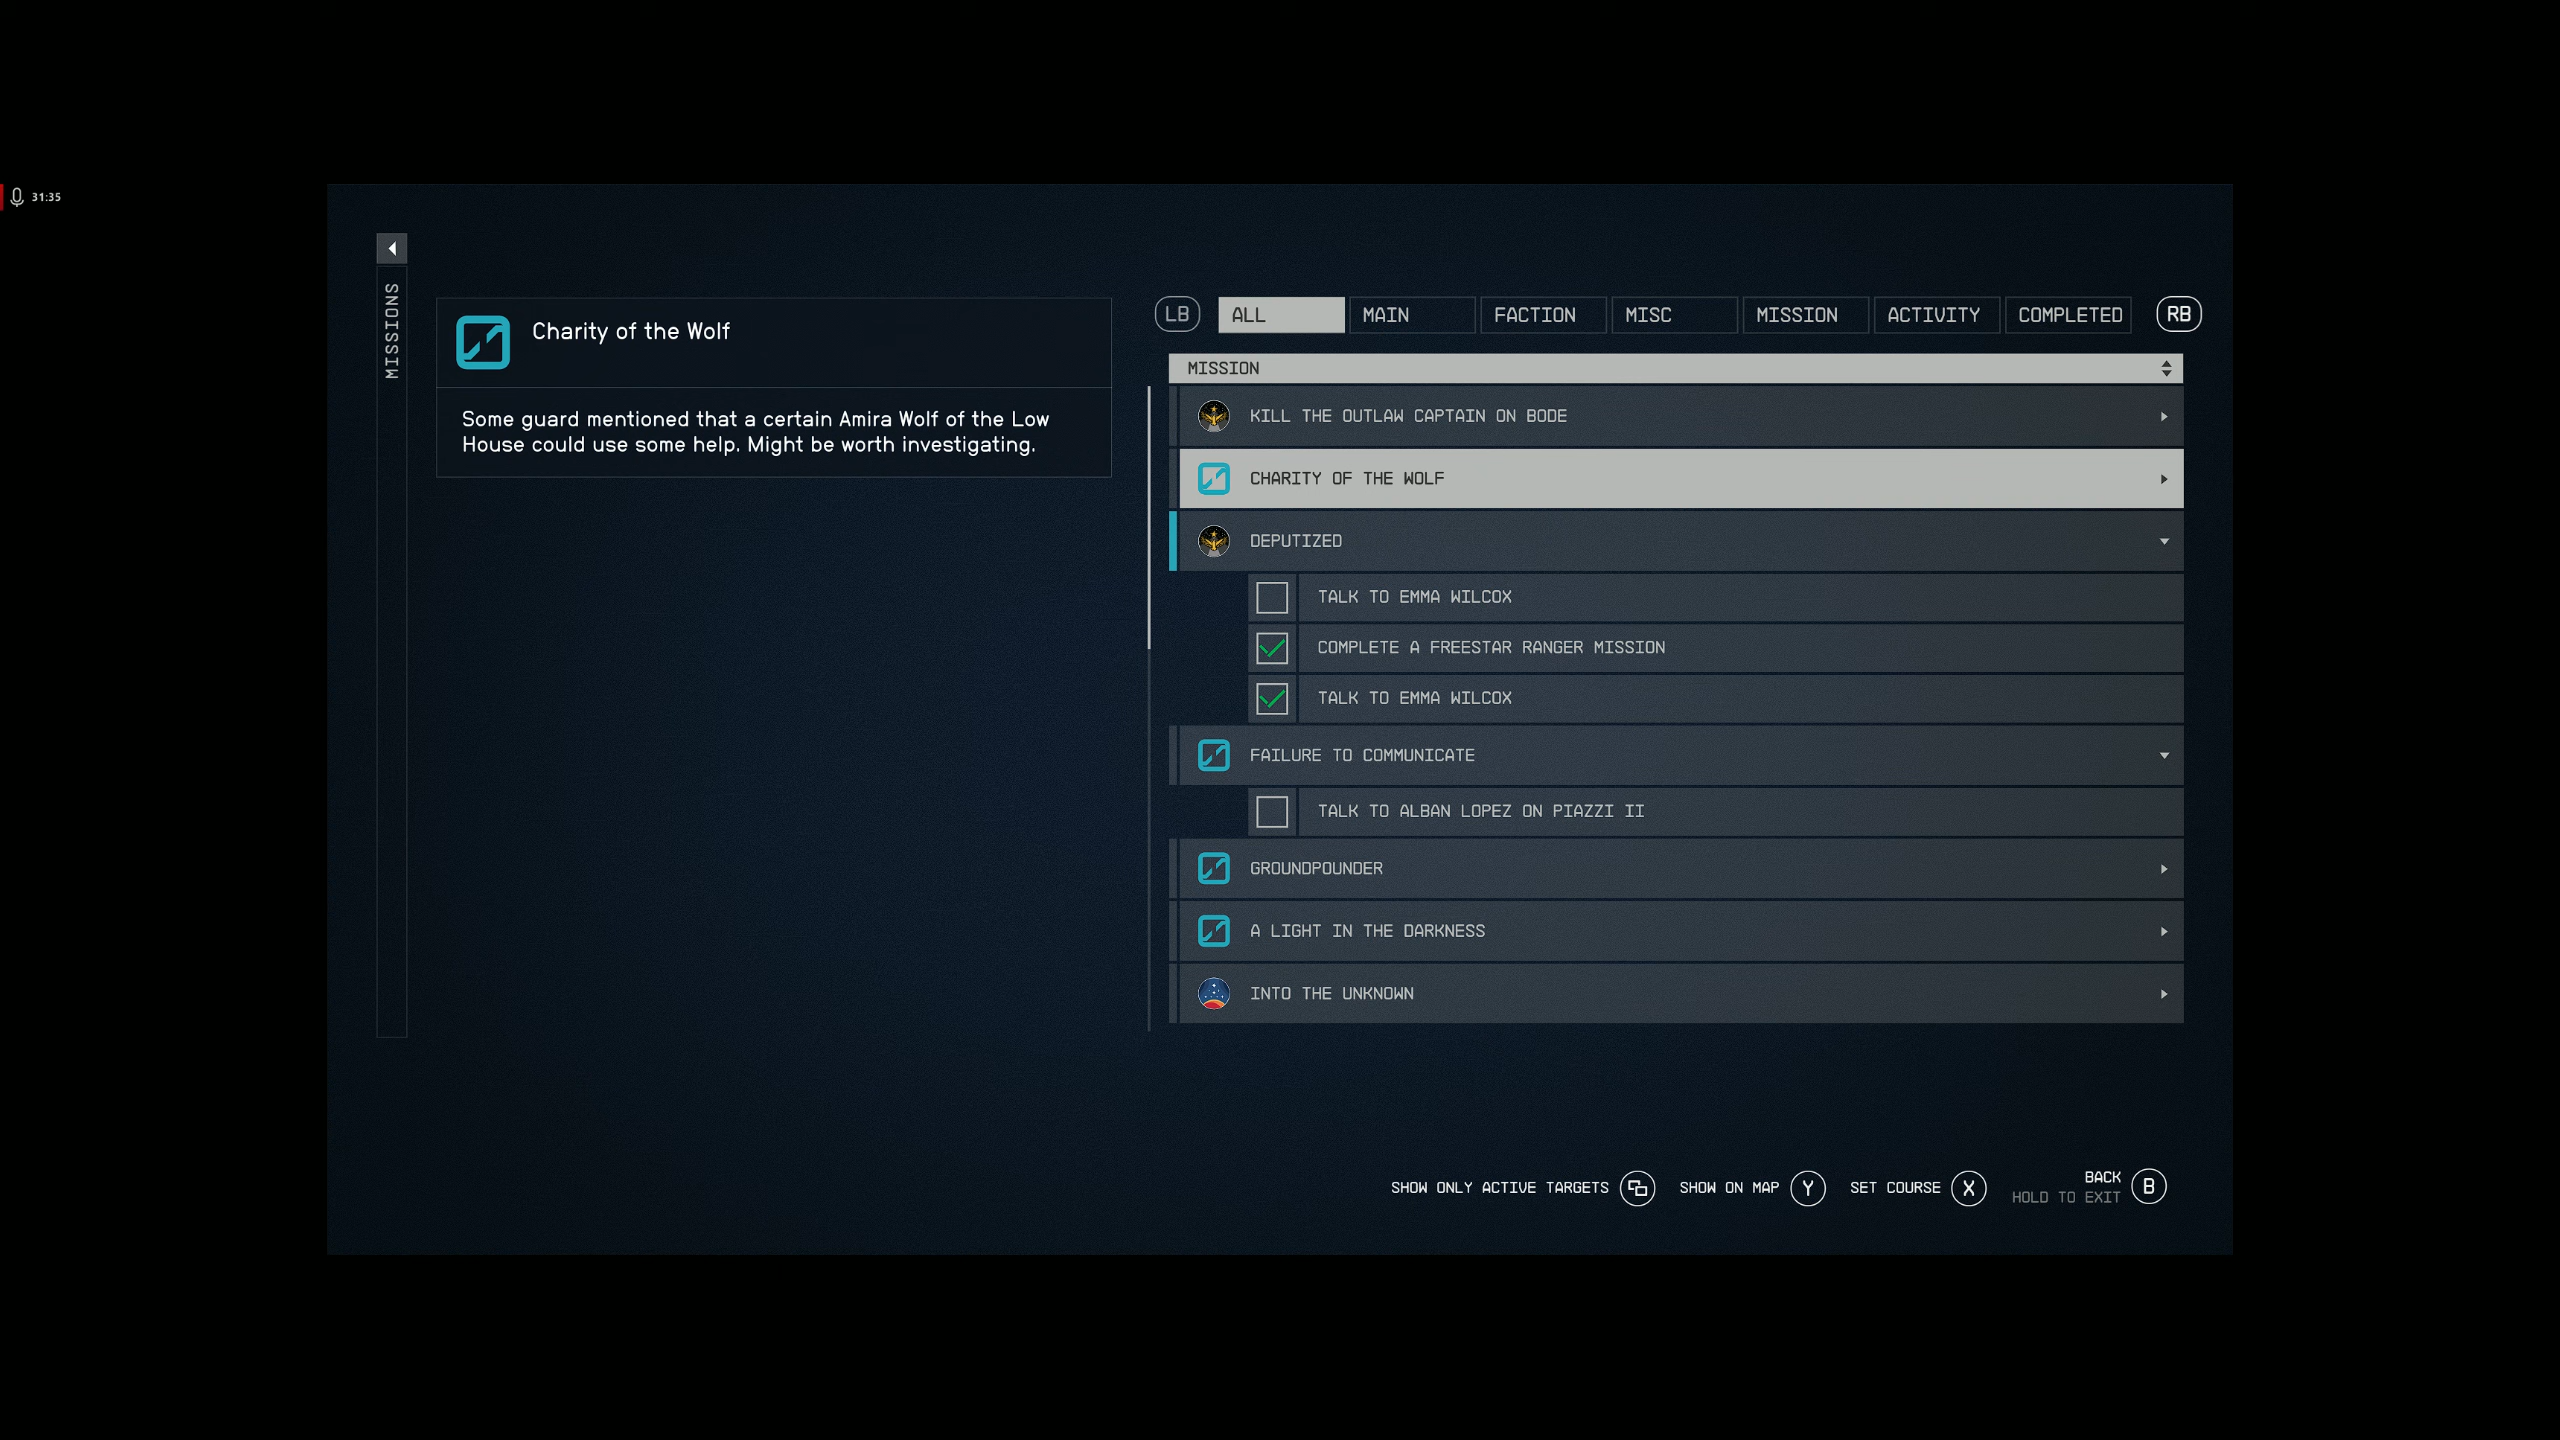 31:35
MISSIONS
Charity of the Wolf
Some guard mentioned that a certain Amira Wolf of the Low
House could use some help. Might be worth investigating.
LB ALL MAIN FACTION MISC MISSION ACTIVITY COMPLETED RB
MISSION
KILL THE OUTLAW CAPTAIN ON BODE
CHARITY OF THE WOLF
DEPUTIZED
TALK TO EMMA WILCOX
COMPLETE A FREESTAR RANGER MISSION
TALK TO EMMA WILCOX
FAILURE TO COMMUNICATE
TALK TO ALBAN LOPEZ ON PIAZZI II
GROUNDPOUNDER
A LIGHT IN THE DARKNESS
INTO THE UNKNOWN
SHOW ONLY ACTIVE TARGETS SHOW ON MAP Y SET COURSE X BACK B
HOLD TO EXIT